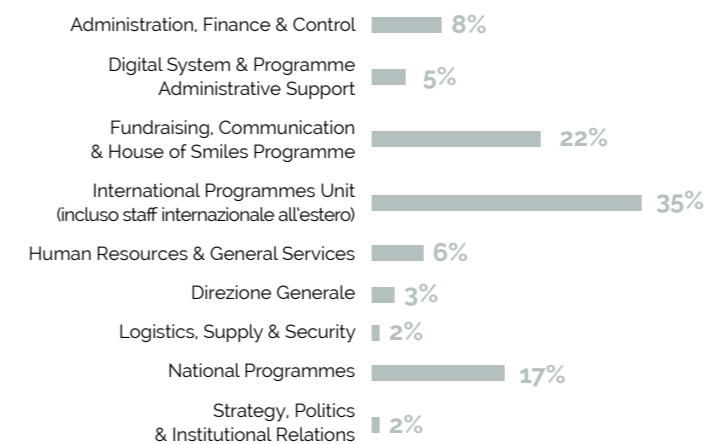 Administration, Finance & Control 8%
Digital System & Programme
Administrative Support 5%
Fundraising, Communication
& House of Smiles Programme 22%
International Programmes Unit
(incluso staff internazionale all'estero) 35%
Human Resources & General Services 6%
Direzione Generale 3%
Logistics, Supply & Security 2%
National Programmes 17%
Strategy, Politics
& Institutional Relations 2%